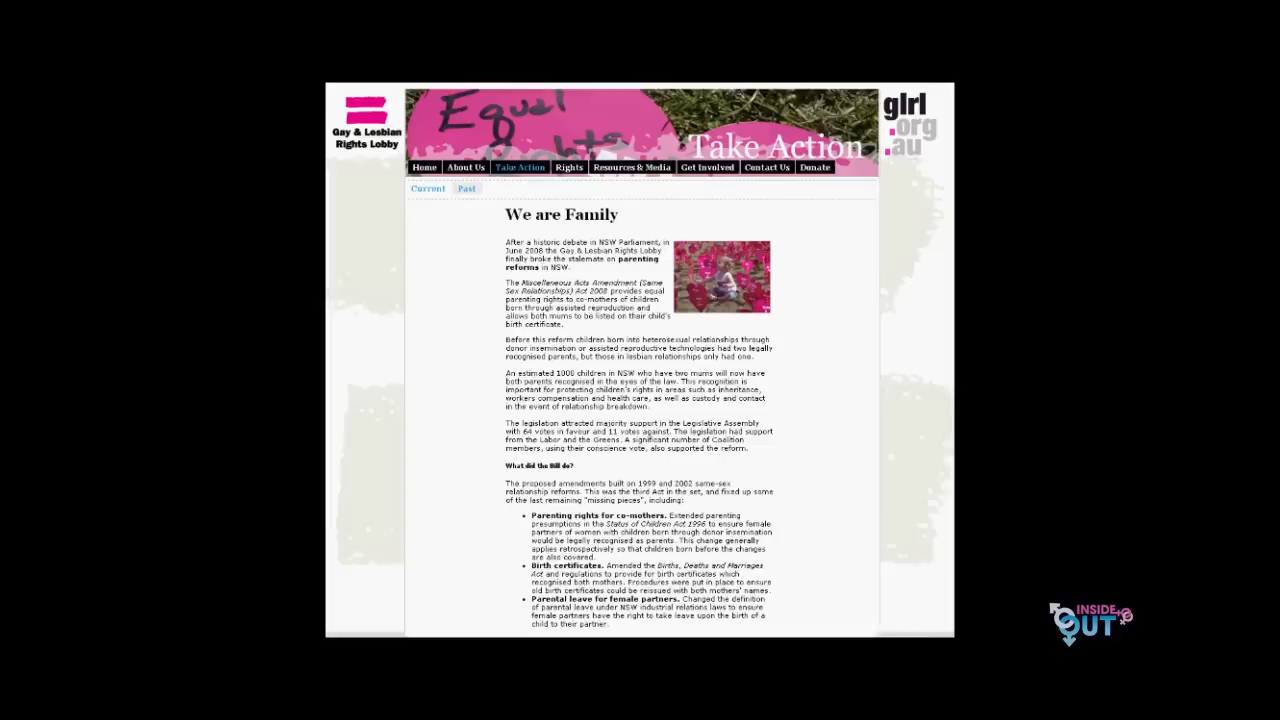 Equal
Take Action
Gay & Lesbian
Rights Lobby
glrl
.org
.au
Home About Us Take Action Rights Resources & Media Get Involved Contact Us Donate
Current Past
We are Family
After a historic debate in NSW Parliament, in
June 2008 the Gay & Lesbian Rights Lobby
finally broke the stalemate on parenting
reforms in NSW.
The Miscellaneous Acts Amendment (Same
Sex Relationships) Act 2008 provides equal
parenting rights to co-mothers of children
born through assisted reproduction and
allows both mums to be listed on their child's
birth certificate.
Before this reform children born into heterosexual relationships through
donor insemination or assisted reproductive technologies had two legally
recognised parents, but those in lesbian relationships only had one.
An estimated 1000 children in NSW who have two mums will now have
both parents recognised in the eyes of the law. This recognition is
important for protecting children's rights in areas such as inheritance,
workers compensation and health care, as well as custody and contact
in the event of relationship breakdown.
The legislation attracted majority support in the Legislative Assembly
with 64 votes in favour and 11 votes against. The legislation had support
from the Labor and the Greens. A significant number of Coalition
members, using their conscience vote, also supported the reform.
What did the Bill do?
The proposed amendments built on 1999 and 2002 same-sex
relationship reforms. This was the third Act in the set, and fixed up some
of the last remaining "missing pieces", including:
• Parenting rights for co-mothers. Extended parenting
presumptions in the Status of Children Act 1996 to ensure female
partners of women with children born through donor insemination
would be legally recognised as parents. This change generally
applies retrospectively so that children born before the changes
are also covered.
• Birth certificates. Amended the Births, Deaths and Marriages
Act and regulations to provide for birth certificates which
recognised both mothers. Procedures were put in place to ensure
old birth certificates could be reissued with both mothers' names.
• Parental leave for female partners. Changed the definition
of parental leave under NSW industrial relations laws to ensure
female partners have the right to take leave upon the birth of a
child to their partner.
INSIDE
OUT